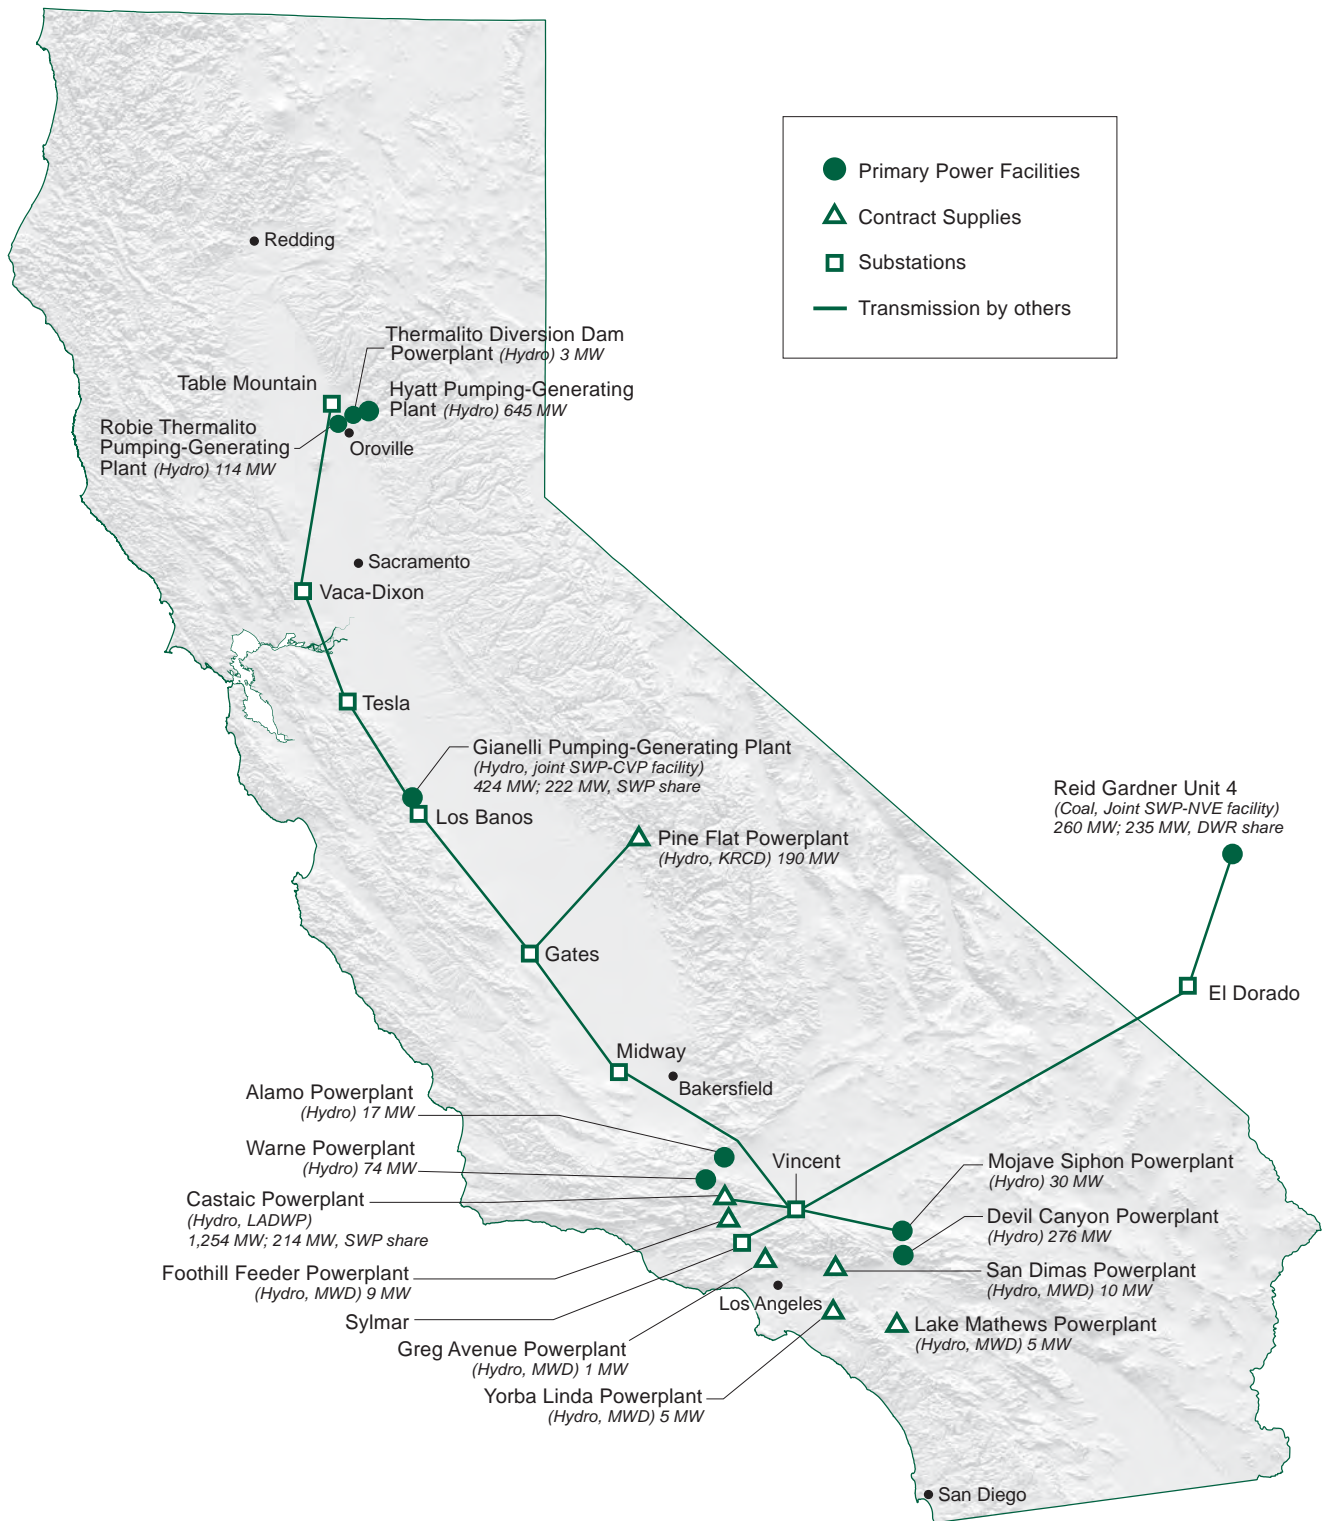 Primary Power Facilities
Contract Supplies
Substations
Transmission by others
Redding
Thermalito Diversion Dam
Powerplant (Hydro) 3 MW
Table Mountain
Hyatt Pumping-Generating
Plant (Hydro) 645 MW
Robie Thermalito
Pumping-Generating
Plant (Hydro) 114 MW
Oroville
Sacramento
Vaca-Dixon
Tesla
Gianelli Pumping-Generating Plant
(Hydro, joint SWP-CVP facility)
424 MW; 222 MW, SWP share
Los Banos
Reid Gardner Unit 4
(Coal, Joint SWP-NVE facility)
260 MW; 235 MW, DWR share
Pine Flat Powerplant
(Hydro, KRCD) 190 MW
Gates
El Dorado
Midway
Bakersfield
Alamo Powerplant
(Hydro) 17 MW
Warne Powerplant
(Hydro) 74 MW
Vincent
Mojave Siphon Powerplant
(Hydro) 30 MW
Castaic Powerplant
(Hydro, LADWP)
1,254 MW; 214 MW, SWP share
Devil Canyon Powerplant
(Hydro) 276 MW
Foothill Feeder Powerplant
(Hydro, MWD) 9 MW
San Dimas Powerplant
(Hydro, MWD) 10 MW
Los Angeles
Sylmar
Lake Mathews Powerplant
(Hydro, MWD) 5 MW
Greg Avenue Powerplant
(Hydro, MWD) 1 MW
Yorba Linda Powerplant
(Hydro, MWD) 5 MW
San Diego